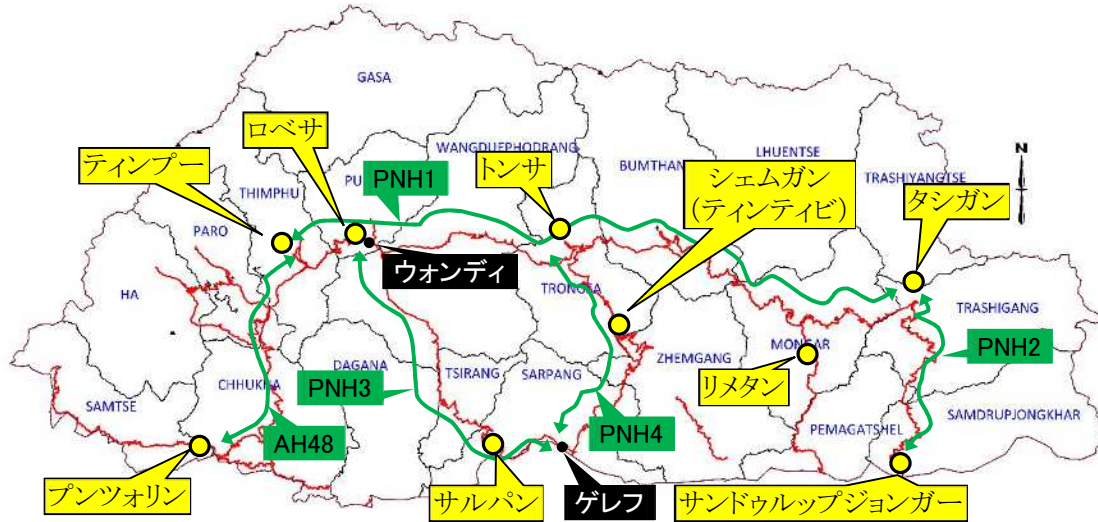 GASA
ロベサ
ティンプー
WANGDUEPHODRANG
トンサ
BUMTHAN
LHUENTSE
N
シェムガン
(ティンティビ)
TRASHIYANGTSE
タシガン
THIMPHU
PU
PNH1
PARO
ウォンディ
HA
TRONGSA
TRASHIGANG
MONGAR
ZHEMGANG
PNH2
DAGANA
TSIRANG
SARPANG
リメタン
CHHUKHA
PNH3
SAMTSE
PNH4
PEMAGATSHEL
SAMDRUPJONGKHAR
AH48
プンツォリン
サルパン
ゲレフ
サンドゥルップジョンガー